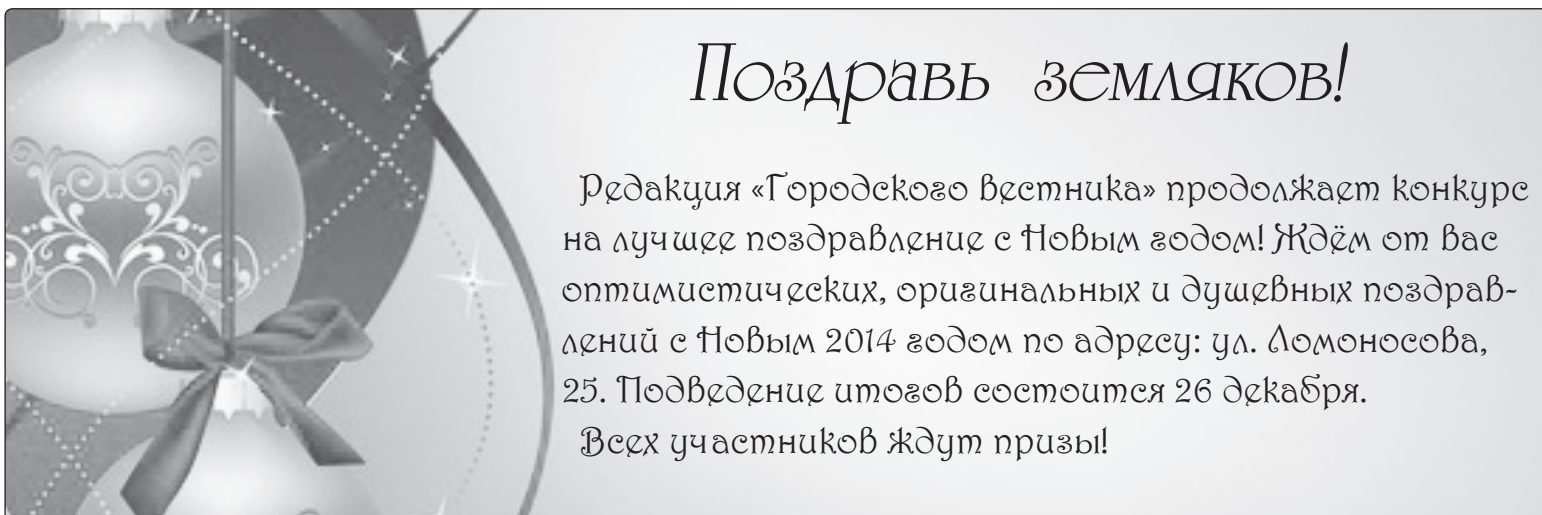 Поздравь земляков!
Редакция «Городского вестника» продолжает конкурс
на лучшее поздравление с Новым годом! Ждём от вас
оптимистических, оригинальных и душевных поздрав-
лений с Новым 2014 годом по адресу: ул. Ломоносова,
25. Подведение итогов состоится 26 декабря.
Всех участников ждут призы!